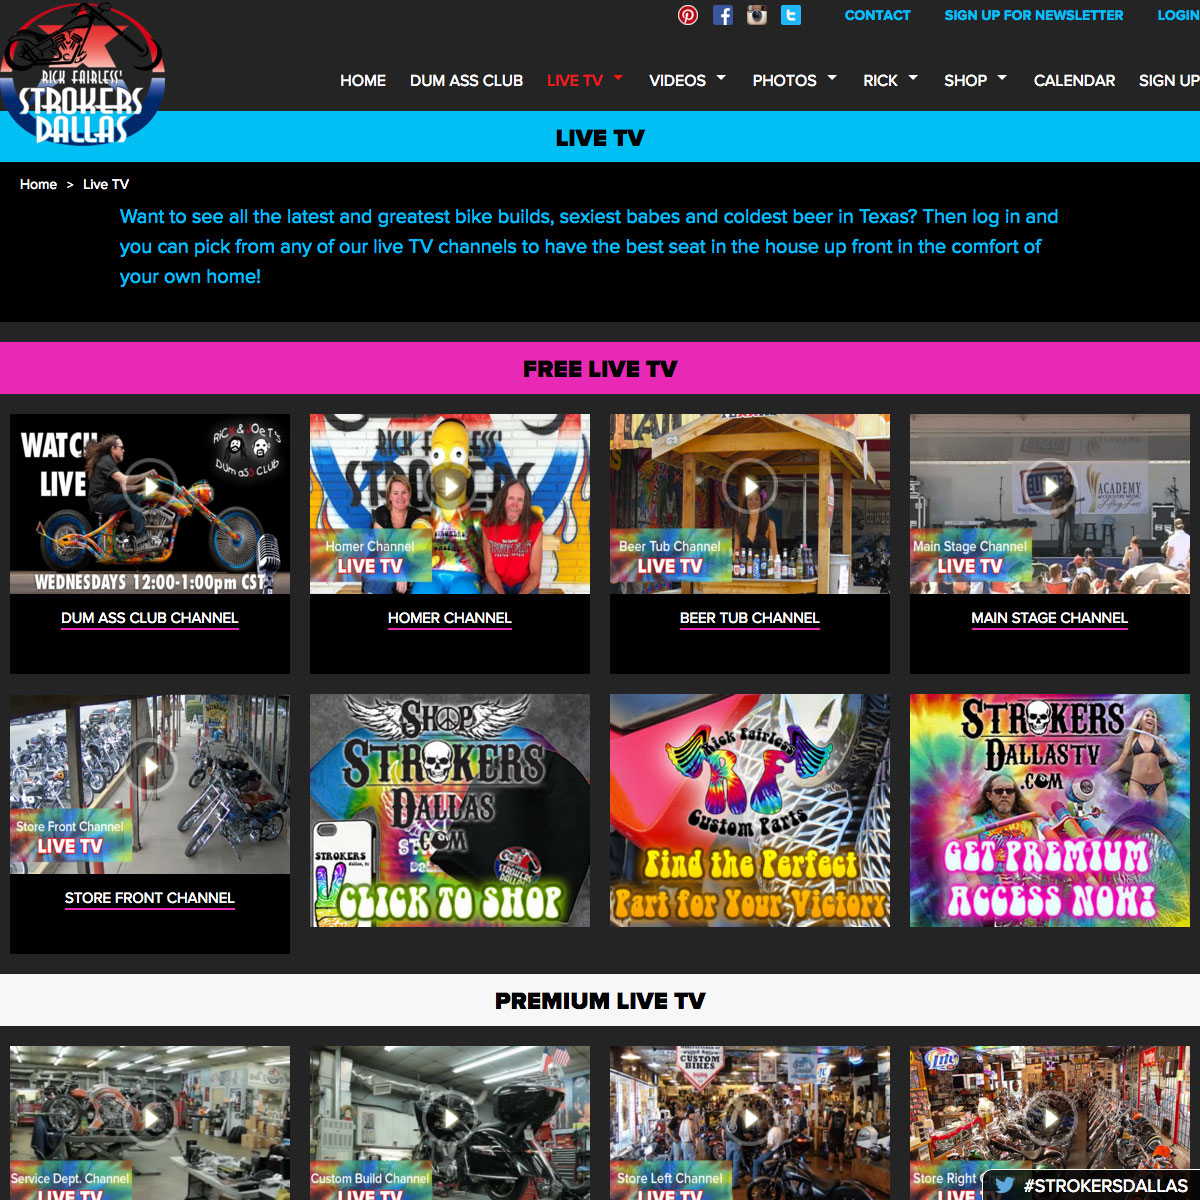 CONTACT
SIGN UP FOR NEWSLETTER
LOGIN
RICK FAIRLESS'
STROKERS
DALLAS
HOME
DUM ASS CLUB
LIVE TV
VIDEOS
PHOTOS
RICK
SHOP
CALENDAR
SIGN UP
LIVE TV
Home > Live TV
Want to see all the latest and greatest bike builds, sexiest babes and coldest beer in Texas? Then log in and
you can pick from any of our live TV channels to have the best seat in the house up front in the comfort of
your own home!
FREE LIVE TV
WATCH
LIVE
RICK & JOET'S
Dum ass Club
WEDNESDAYS 12:00-1:00pm CST
DUM ASS CLUB CHANNEL
Homer Channel
LIVE TV
HOMER CHANNEL
Beer Tub Channel
LIVE TV
BEER TUB CHANNEL
ACADEMY
Main Stage Channel
LIVE TV
MAIN STAGE CHANNEL
Store Front Channel
LIVE TV
STORE FRONT CHANNEL
SHOP
STROKERS
DALLAS
.COM
STROKERS
dallas, tx
CLICK TO SHOP
Rick Fairless
RF
Custom Parts
Find the Perfect
Part for Your Victory
STROKERS
DALLASTV
.COM
GET PREMIUM
ACCESS NOW!
PREMIUM LIVE TV
Service Dept. Channel
LIVE TV
Custom Build Channel
LIVE TV
CUSTOM
BIKES
Store Left Channel
LIVE TV
Lite
Store Right
LIVE TV
#STROKERSDALLAS